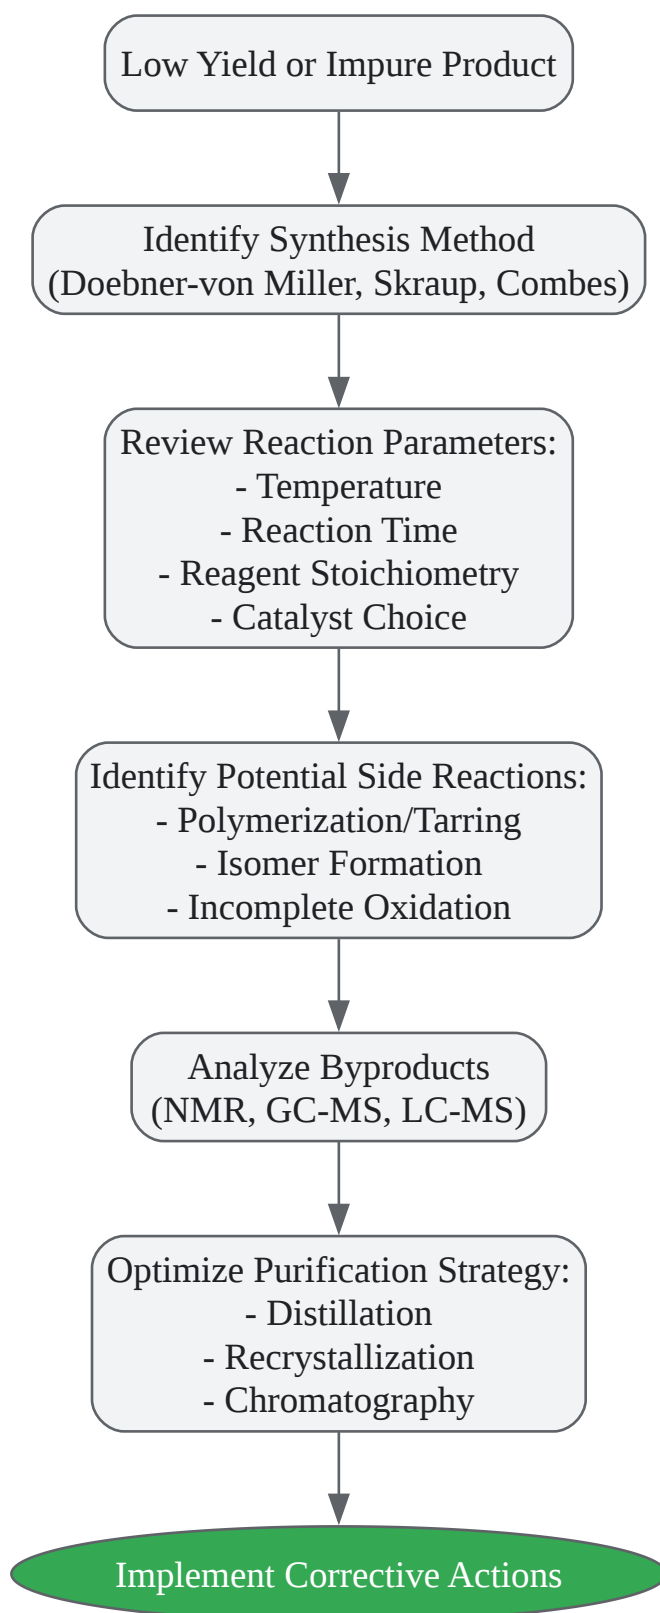 Low Yield or Impure Product
Identify Synthesis Method
(Doebner-von Miller, Skraup, Combes)
Review Reaction Parameters:
- Temperature
- Reaction Time
- Reagent Stoichiometry
- Catalyst Choice
Identify Potential Side Reactions:
- Polymerization/Tarring
- Isomer Formation
- Incomplete Oxidation
Analyze Byproducts
(NMR, GC-MS, LC-MS)
Optimize Purification Strategy:
- Distillation
- Recrystallization
- Chromatography
Implement Corrective Actions